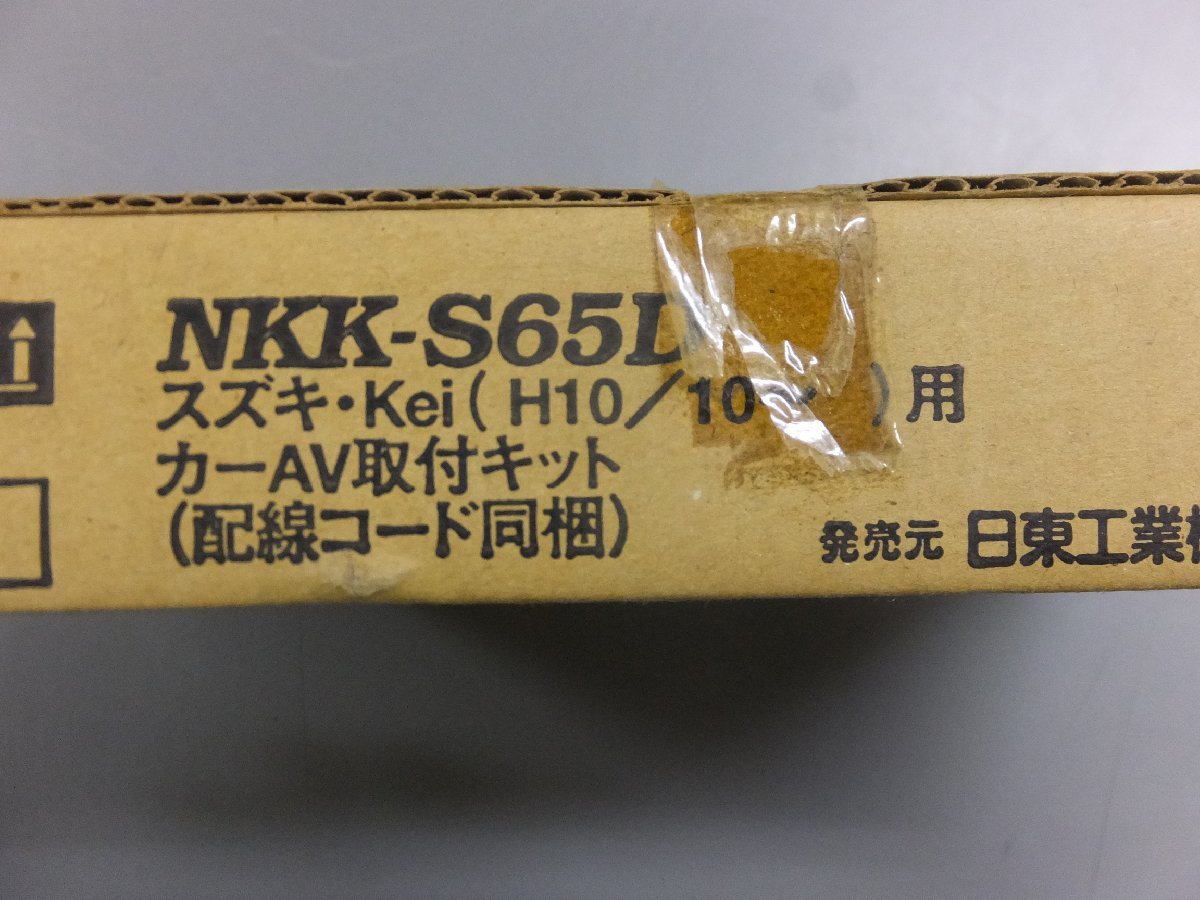 NKK-S65D
スズキ・Kei( H10/10~ )用
カーAV取付キット
(配線コード同梱)
発売元 日東工業